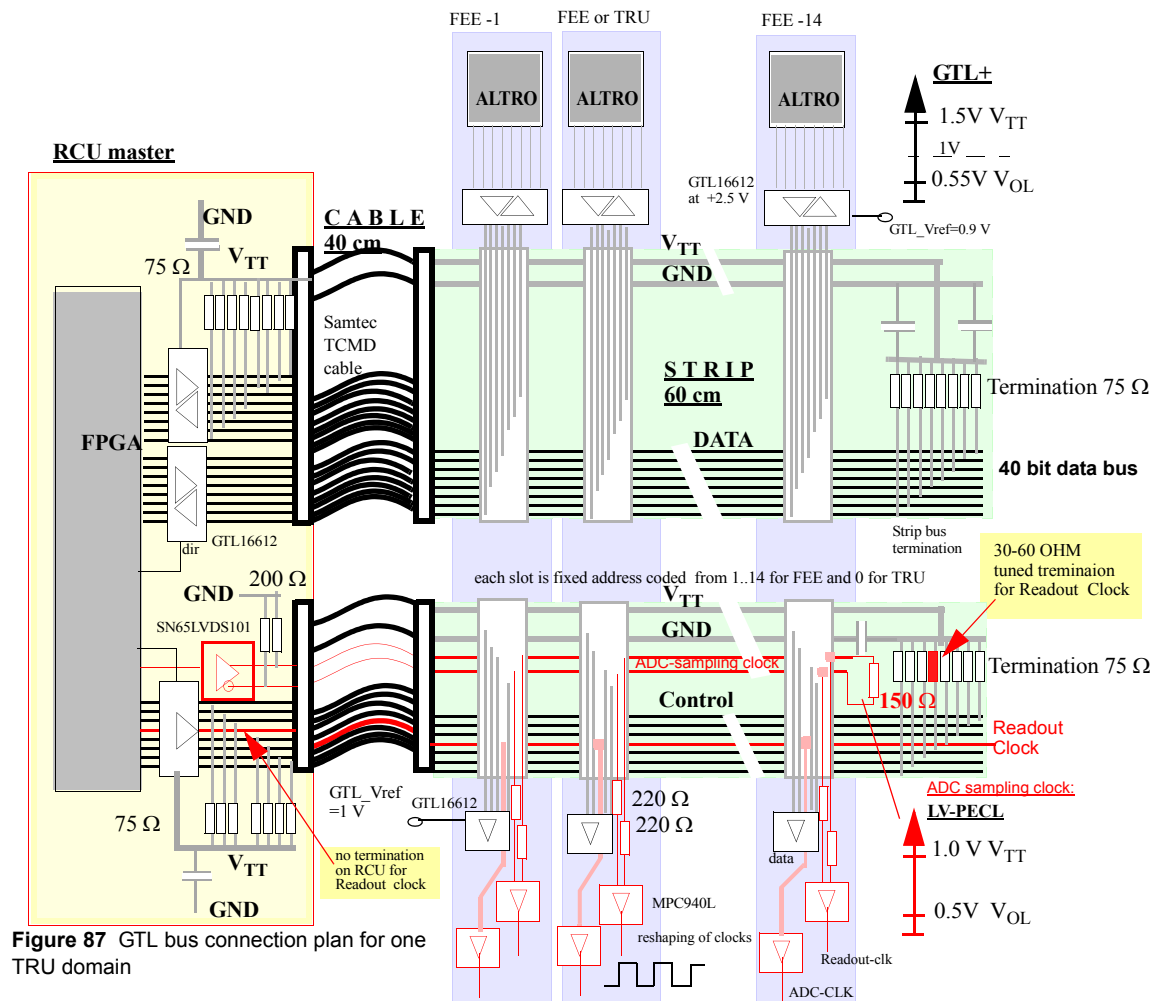 FEE -1
FEE or TRU
FEE -14
ALTRO
ALTRO
ALTRO
GTL+
1.5V VTT
1V
0.55V VOL
RCU master
GTL16612
at +2.5 V
GTL_Vref=0.9 V
GND
VTT
75 Ω
C A B L E
40 cm
VTT
GND
Samtec
TCMD
cable
S T R I P
60 cm
Termination 75 Ω
FPGA
DATA
40 bit data bus
dir
GTL16612
Strip bus
termination
30-60 OHM
tuned termination
for Readout Clock
each slot is fixed address coded from 1..14 for FEE and 0 for TRU
GND
200 Ω
SN65LVDS101
VTT
GND
ADC-sampling clock
Termination 75 Ω
Control
150 Ω
Readout
Clock
GTL_Vref
=1 V
GTL16612
220 Ω
220 Ω
ADC sampling clock:
LV-PECL
1.0 V VTT
0.5V VOL
75 Ω
VTT
GND
no termination
on RCU for
Readout clock
data
MPC940L
reshaping of clocks
Readout-clk
ADC-CLK
Figure 87 GTL bus connection plan for one
TRU domain